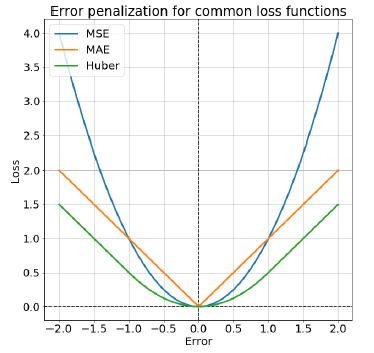 Error penalization for common loss functions
MSE
MAE
Huber
4.0
3.5
3.0
2.5
2.0
1.5
1.0
0.5
0.0
Loss
−2.0 −1.5 −1.0 −0.5 0.0 0.5 1.0 1.5 2.0
Error